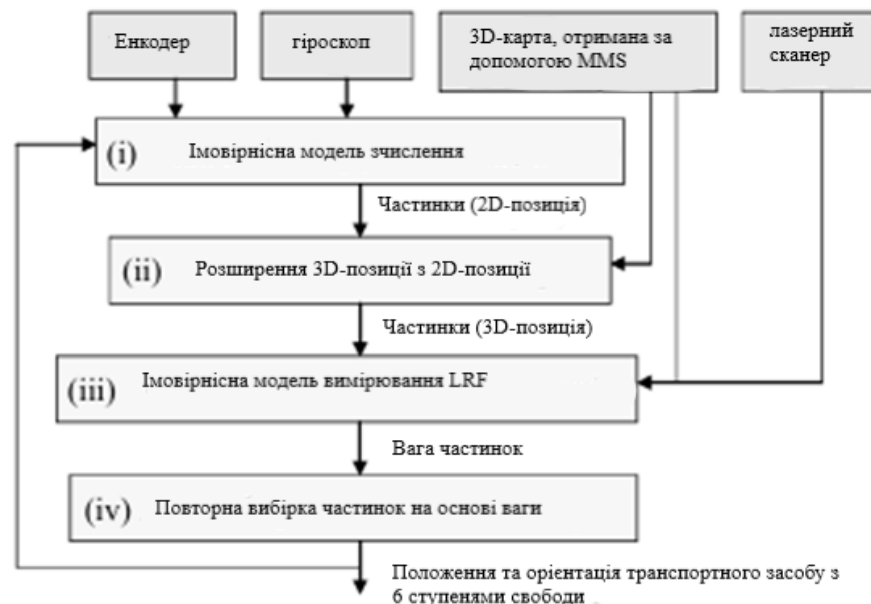 Енкодер
гіроскоп
3D-карта, отримана за
допомогою MMS
лазерний
сканер
(i) Імовірнісна модель зчислення
Частинки (2D-позиція)
(ii) Розширення 3D-позиції з 2D-позиції
Частинки (3D-позиція)
(iii) Імовірнісна модель вимірювання LRF
Вага частинок
(iv) Повторна вибірка частинок на основі ваги
Положення та орієнтація транспортного засобу з
6 ступенями свободи